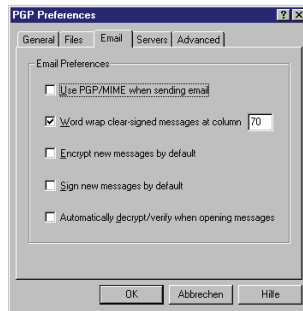 PGP Preferences
General Files Email Servers Advanced
Email Preferences
Use PGP/MIME when sending email
Word wrap clear-signed messages at column 70
Encrypt new messages by default
Sign new messages by default
Automatically decrypt/verify when opening messages
OK Abbrechen Hilfe